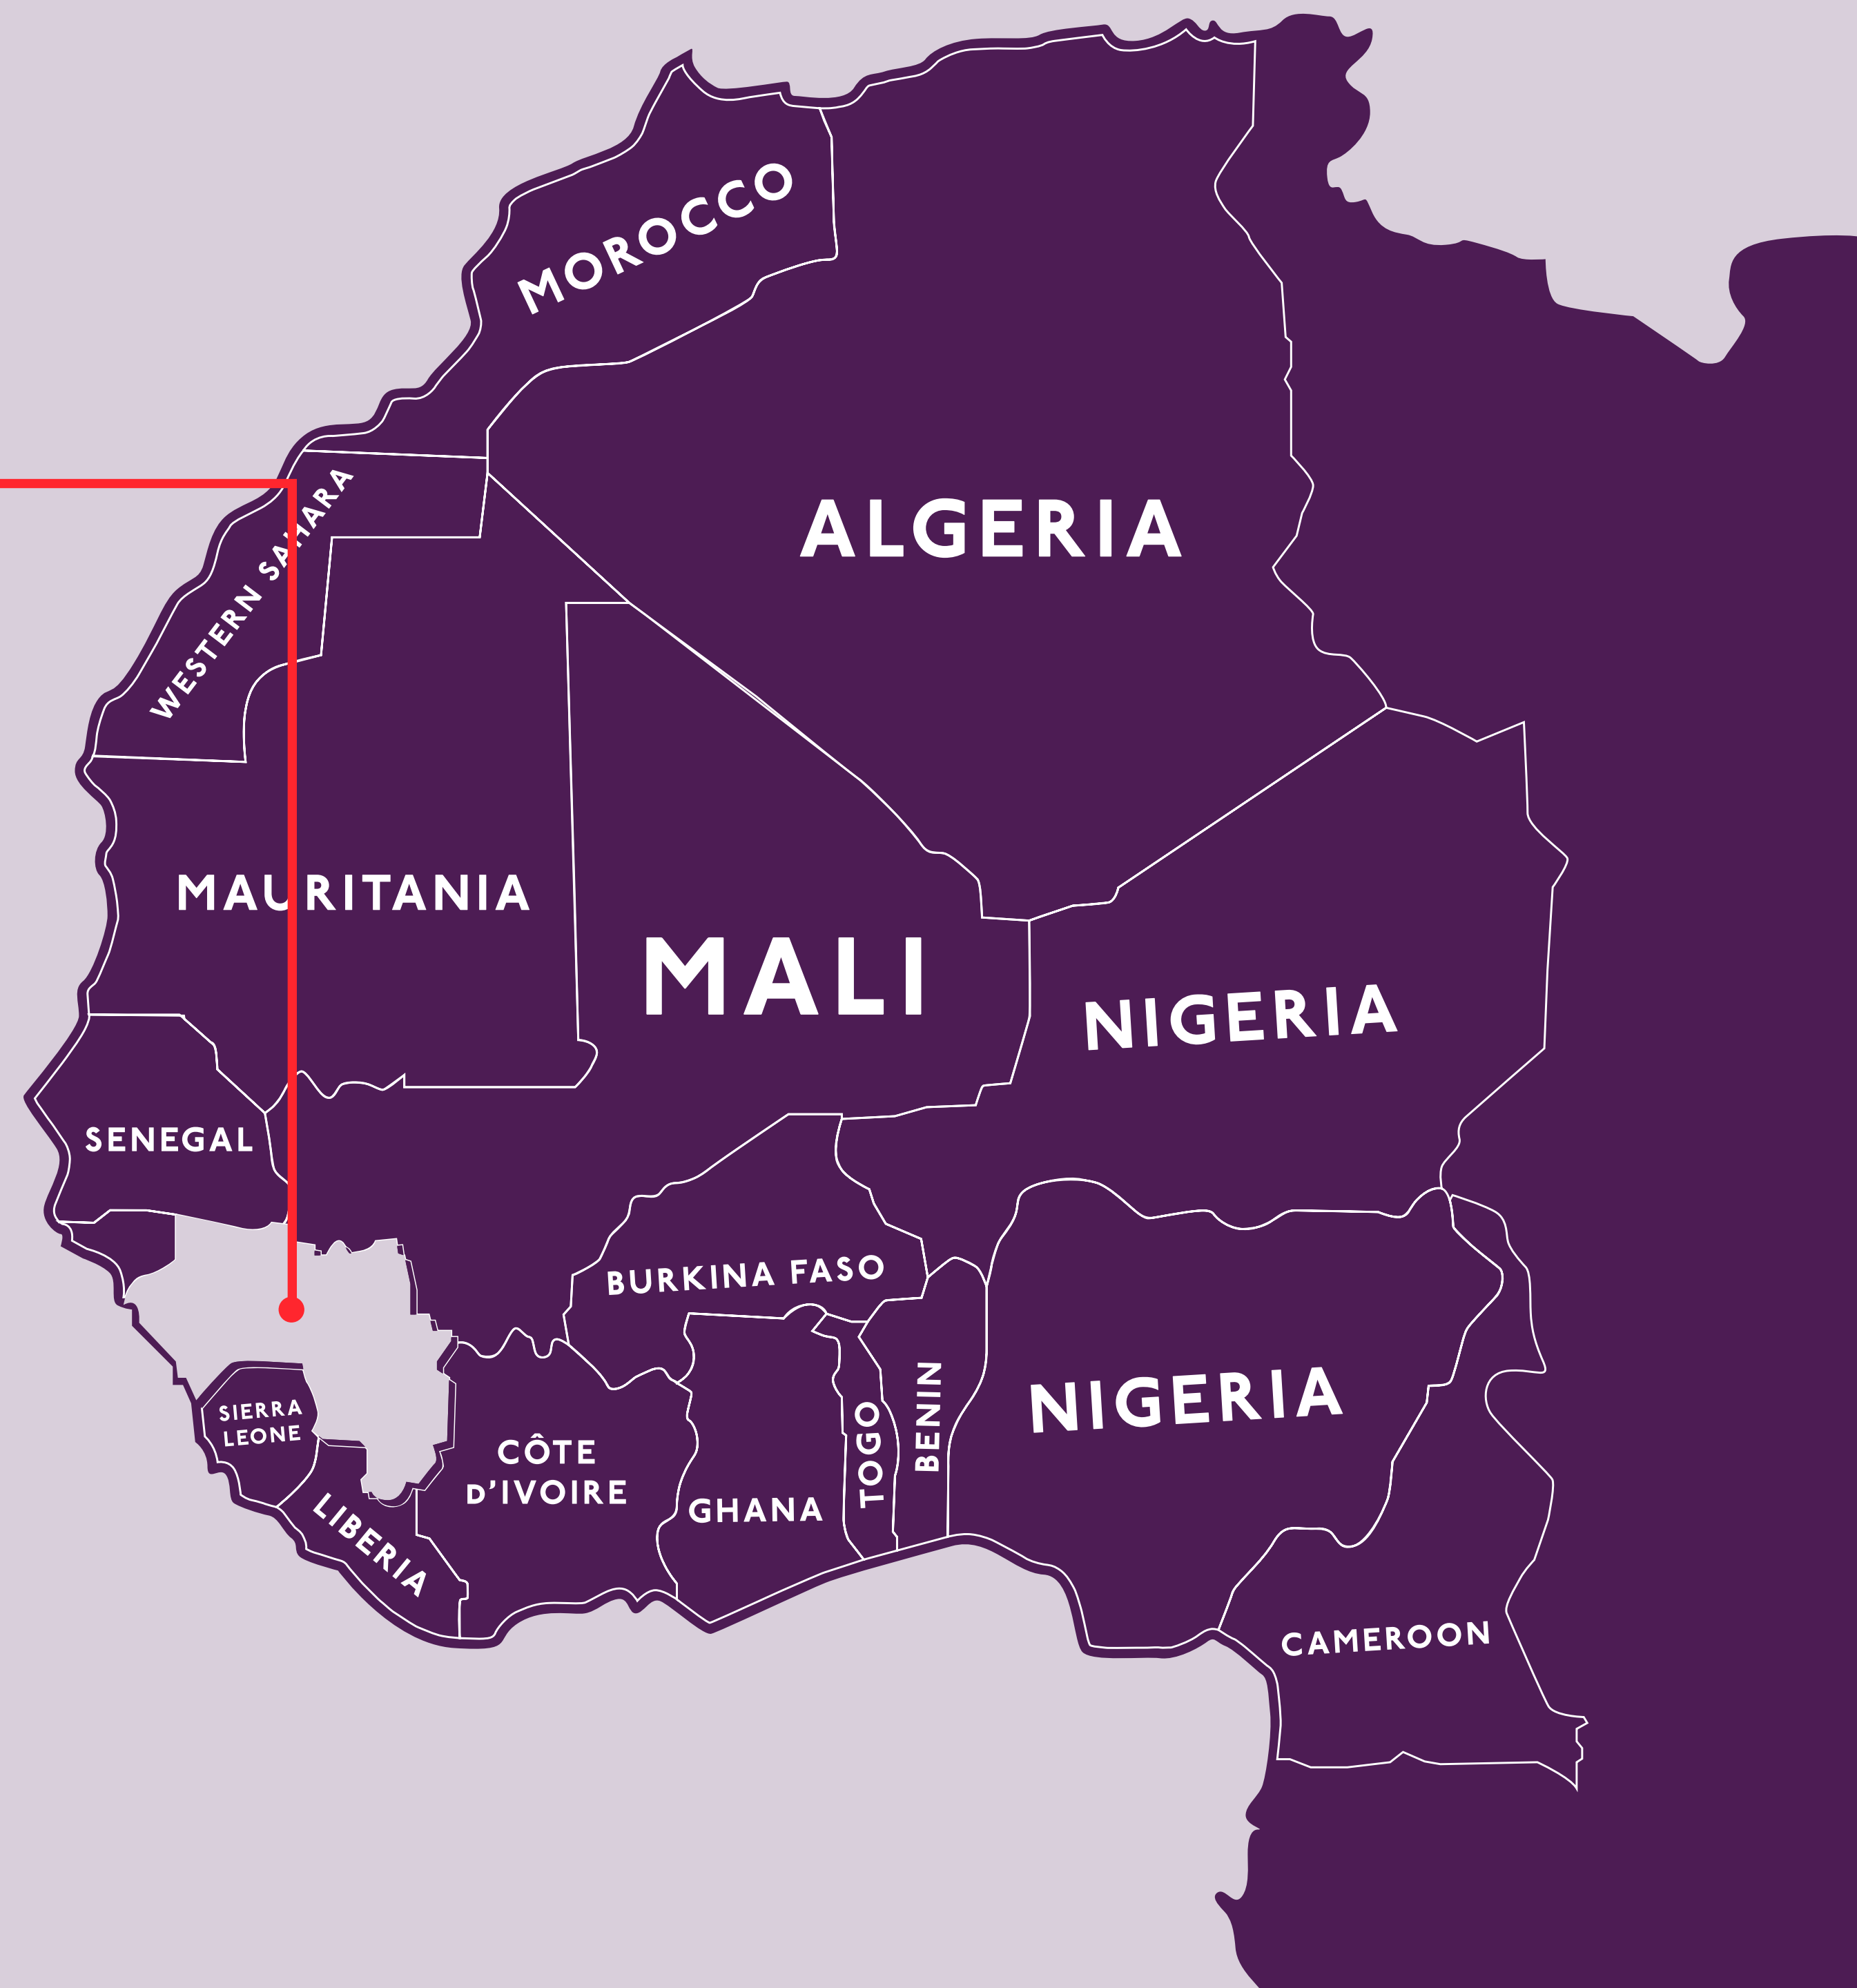 MOROCCO
ALGERIA
WESTERN SAHARA
MAURITANIA
MALI
NIGERIA
SENEGAL
BURKINA FASO
NIGERIA
BENIIN
TOGO
SIERRA
LEONE
CÔTE
D'IVOIRE
GHANA
LIBERIA
CAMEROON